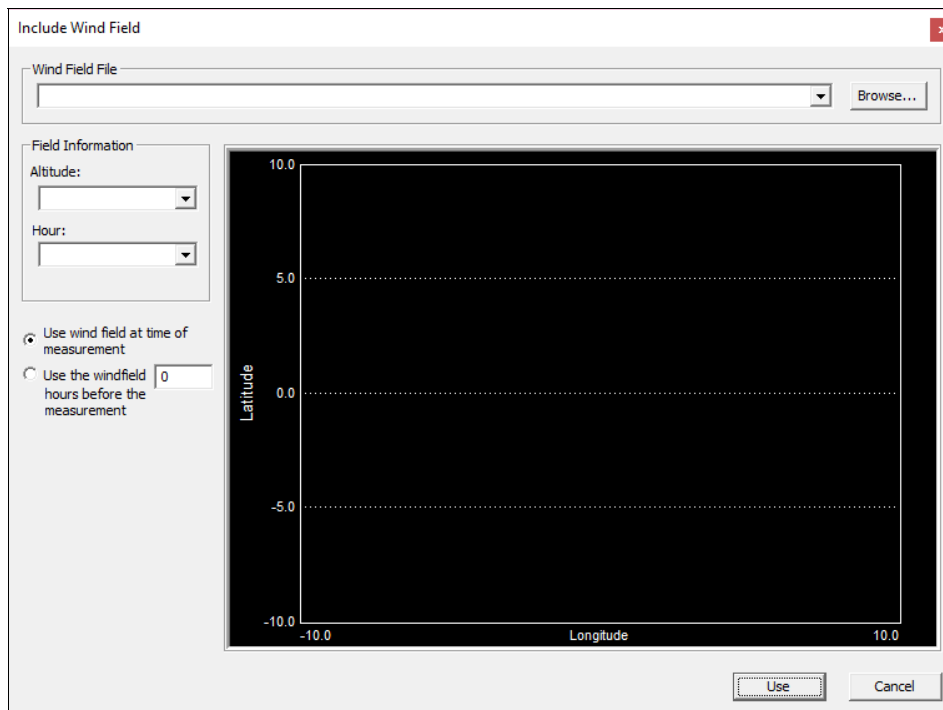 Include Wind Field
x
Wind Field File
Browse...
Field Information
Altitude:
Hour:
Use wind field at time of
measurement
Use the windfield 0
hours before the
measurement
10.0
5.0
0.0
-5.0
-10.0
Latitude
-10.0 Longitude 10.0
Use Cancel